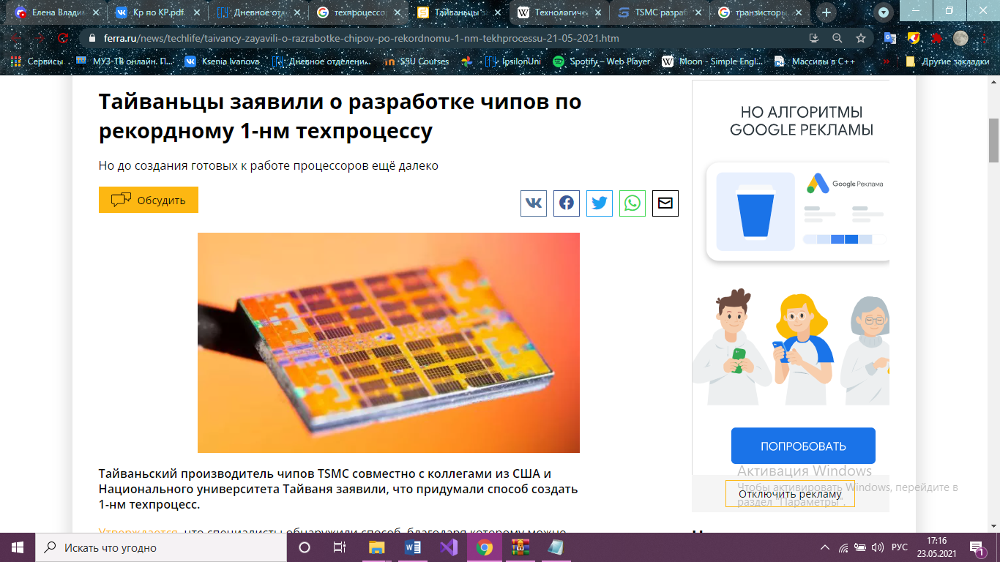 Елена Владим
Кр по КР.pdf
Дневное отд
техпроцессо
Тайваньцы з
Технологиче
TSMC разраб
транзисторы
ferra.ru/news/techlife/taivancy-zayavili-o-razrabotke-chipov-po-rekordnomu-1-nm-tekhprocessu-21-05-2021.htm
Сервисы
МУЗ-ТВ онлайн. П...
Ksenia Ivanova
Дневное отделени...
SSU Courses
IpsilonUni
Spotify – Web Player
Moon - Simple Engl...
Массивы в C++
»
Другие закладки
Тайваньцы заявили о разработке чипов по
рекордному 1-нм техпроцессу
Но до создания готовых к работе процессоров ещё далеко
Обсудить
НО АЛГОРИТМЫ
GOOGLE РЕКЛАМЫ
Google Реклама
ПОПРОБОВАТЬ
Тайваньский производитель чипов TSMC совместно с коллегами из США и
Национального университета Тайваня заявили, что придумали способ создать
1-нм техпроцесс.
Утверждается, что специалисты обнаружили способ, благодаря которому можно
Отключить рекламу
Активация Windows
Чтобы активировать Windows, перейдите в
раздел "Параметры".
Искать что угодно
РУС
17:16
23.05.2021
1